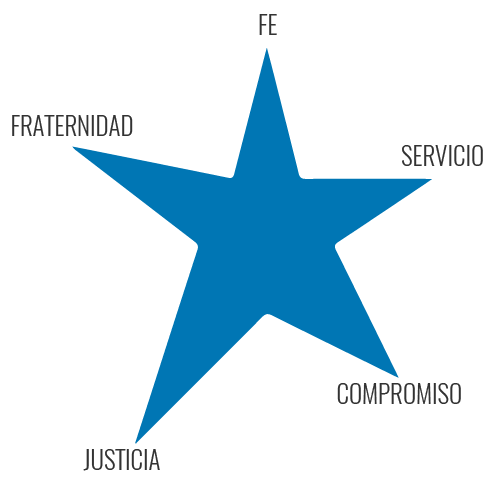 FE
FRATERNIDAD
SERVICIO
COMPROMISO
JUSTICIA